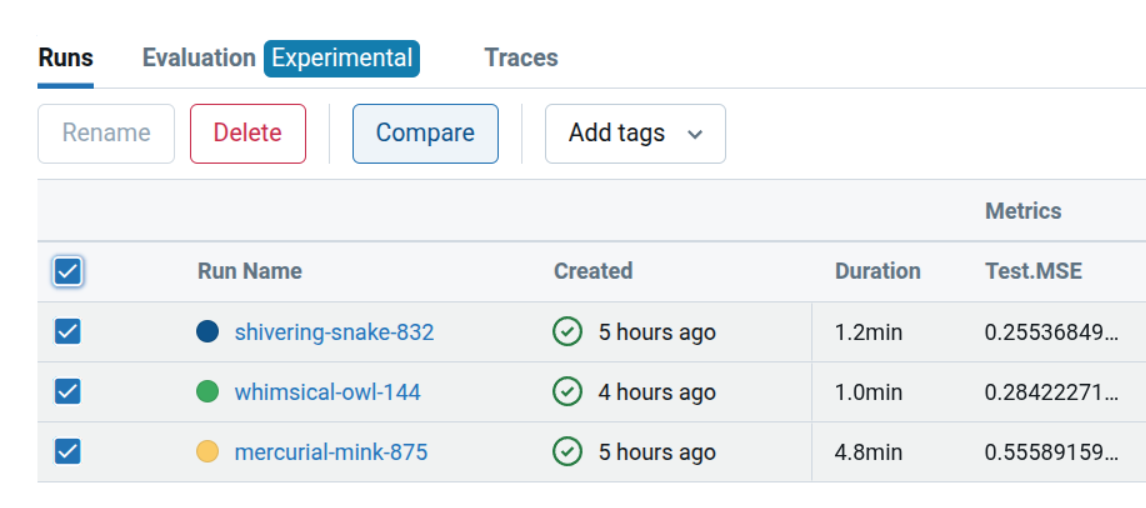 Runs Evaluation Experimental Traces
Rename Delete Compare Add tags
Metrics
Run Name Created Duration Test.MSE
shivering-snake-832 5 hours ago 1.2min 0.25536849...
whimsical-owl-144 4 hours ago 1.0min 0.28422271...
mercurial-mink-875 5 hours ago 4.8min 0.55589159...